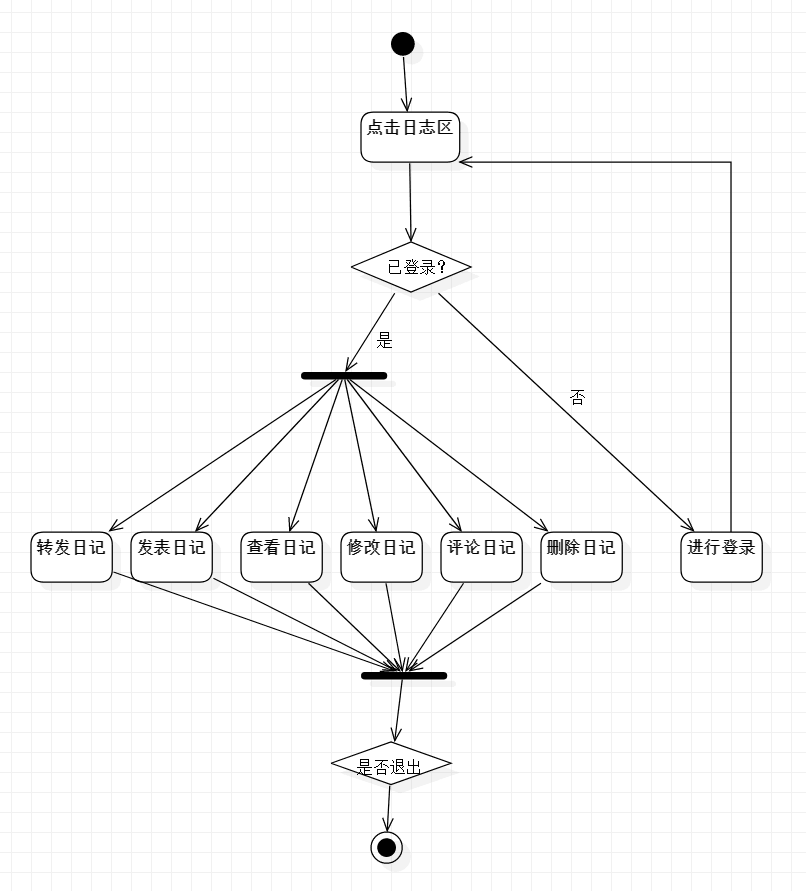 点击日志区
已登录?
是
否
转发日记
发表日记
查看日记
修改日记
评论日记
删除日记
进行登录
是否退出